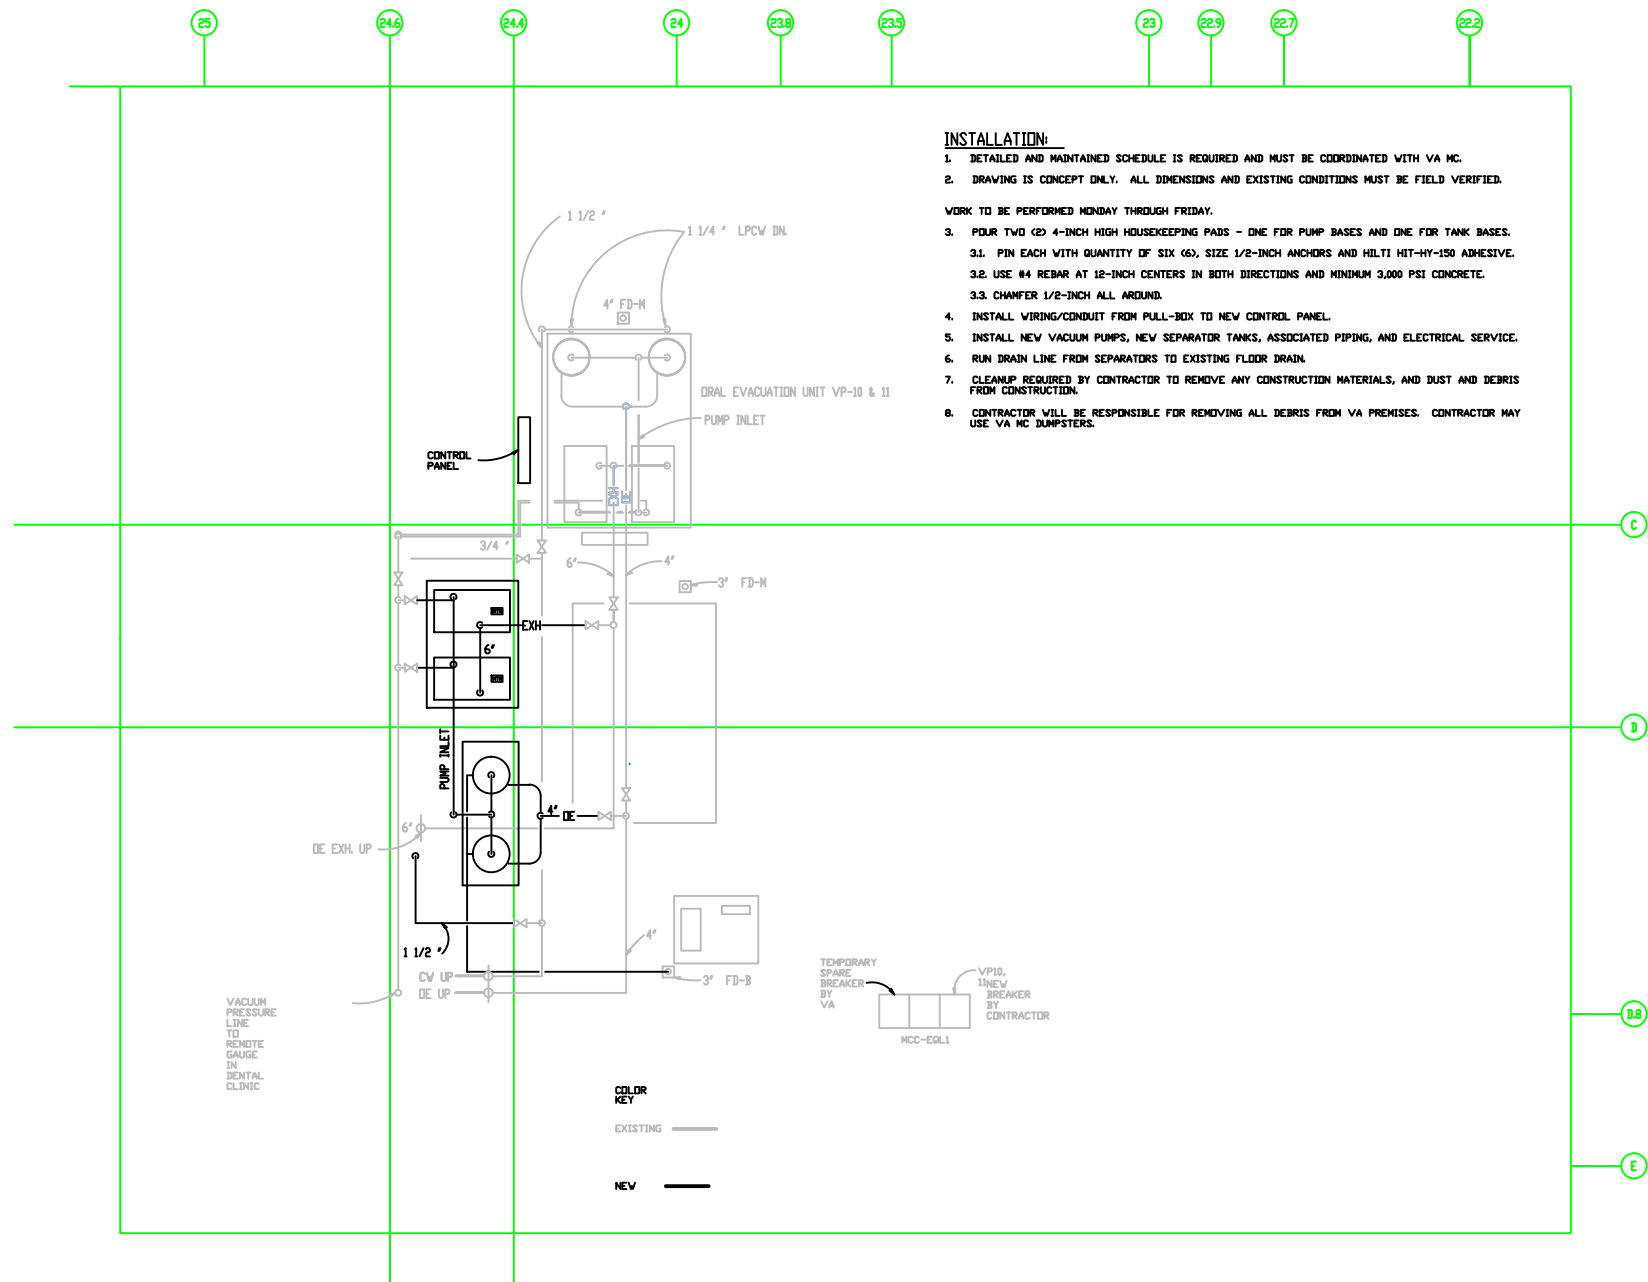 25
24.6
24.4
24
23.8
23.5
23
22.9
22.7
22.2
INSTALLATION:
1. DETAILED AND MAINTAINED SCHEDULE IS REQUIRED AND MUST BE COORDINATED WITH VA MC.
2. DRAWING IS CONCEPT ONLY. ALL DIMENSIONS AND EXISTING CONDITIONS MUST BE FIELD VERIFIED.
WORK TO BE PERFORMED MONDAY THROUGH FRIDAY.
3. POUR TWO (2) 4-INCH HIGH HOUSEKEEPING PADS - ONE FOR PUMP BASES AND ONE FOR TANK BASES.
3.1. PIN EACH WITH QUANTITY OF SIX (6), SIZE 1/2-INCH ANCHORS AND HILTI HIT-HY-150 ADHESIVE.
3.2. USE #4 REBAR AT 12-INCH CENTERS IN BOTH DIRECTIONS AND MINIMUM 3,000 PSI CONCRETE.
3.3. CHAMFER 1/2-INCH ALL AROUND.
4. INSTALL WIRING/CONDUIT FROM PULL-BOX TO NEW CONTROL PANEL.
5. INSTALL NEW VACUUM PUMPS, NEW SEPARATOR TANKS, ASSOCIATED PIPING, AND ELECTRICAL SERVICE.
6. RUN DRAIN LINE FROM SEPARATORS TO EXISTING FLOOR DRAIN.
7. CLEANUP REQUIRED BY CONTRACTOR TO REMOVE ANY CONSTRUCTION MATERIALS, AND DUST AND DEBRIS
FROM CONSTRUCTION.
8. CONTRACTOR WILL BE RESPONSIBLE FOR REMOVING ALL DEBRIS FROM VA PREMISES. CONTRACTOR MAY
USE VA MC DUMPSTERS.
1 1/2 "
1 1/4 " LPCW DN.
4" FD-M
ORAL EVACUATION UNIT VP-10 & 11
PUMP INLET
CONTROL
PANEL
EXH
OE
C
3/4 "
6"
4"
3" FD-M
EXH
6"
D
PUMP INLET
4"
OE
6"
OE EXH. UP
1 1/2 "
4"
CW UP
OE UP
3" FD-B
VACUUM
PRESSURE
LINE
TO
REMOTE
GAUGE
IN
DENTAL
CLINIC
TEMPORARY
SPARE
BREAKER
BY
VA
VP10,
11NEW
BREAKER
BY
CONTRACTOR
MCC-EQL1
D.8
COLOR
KEY
EXISTING
NEW
E